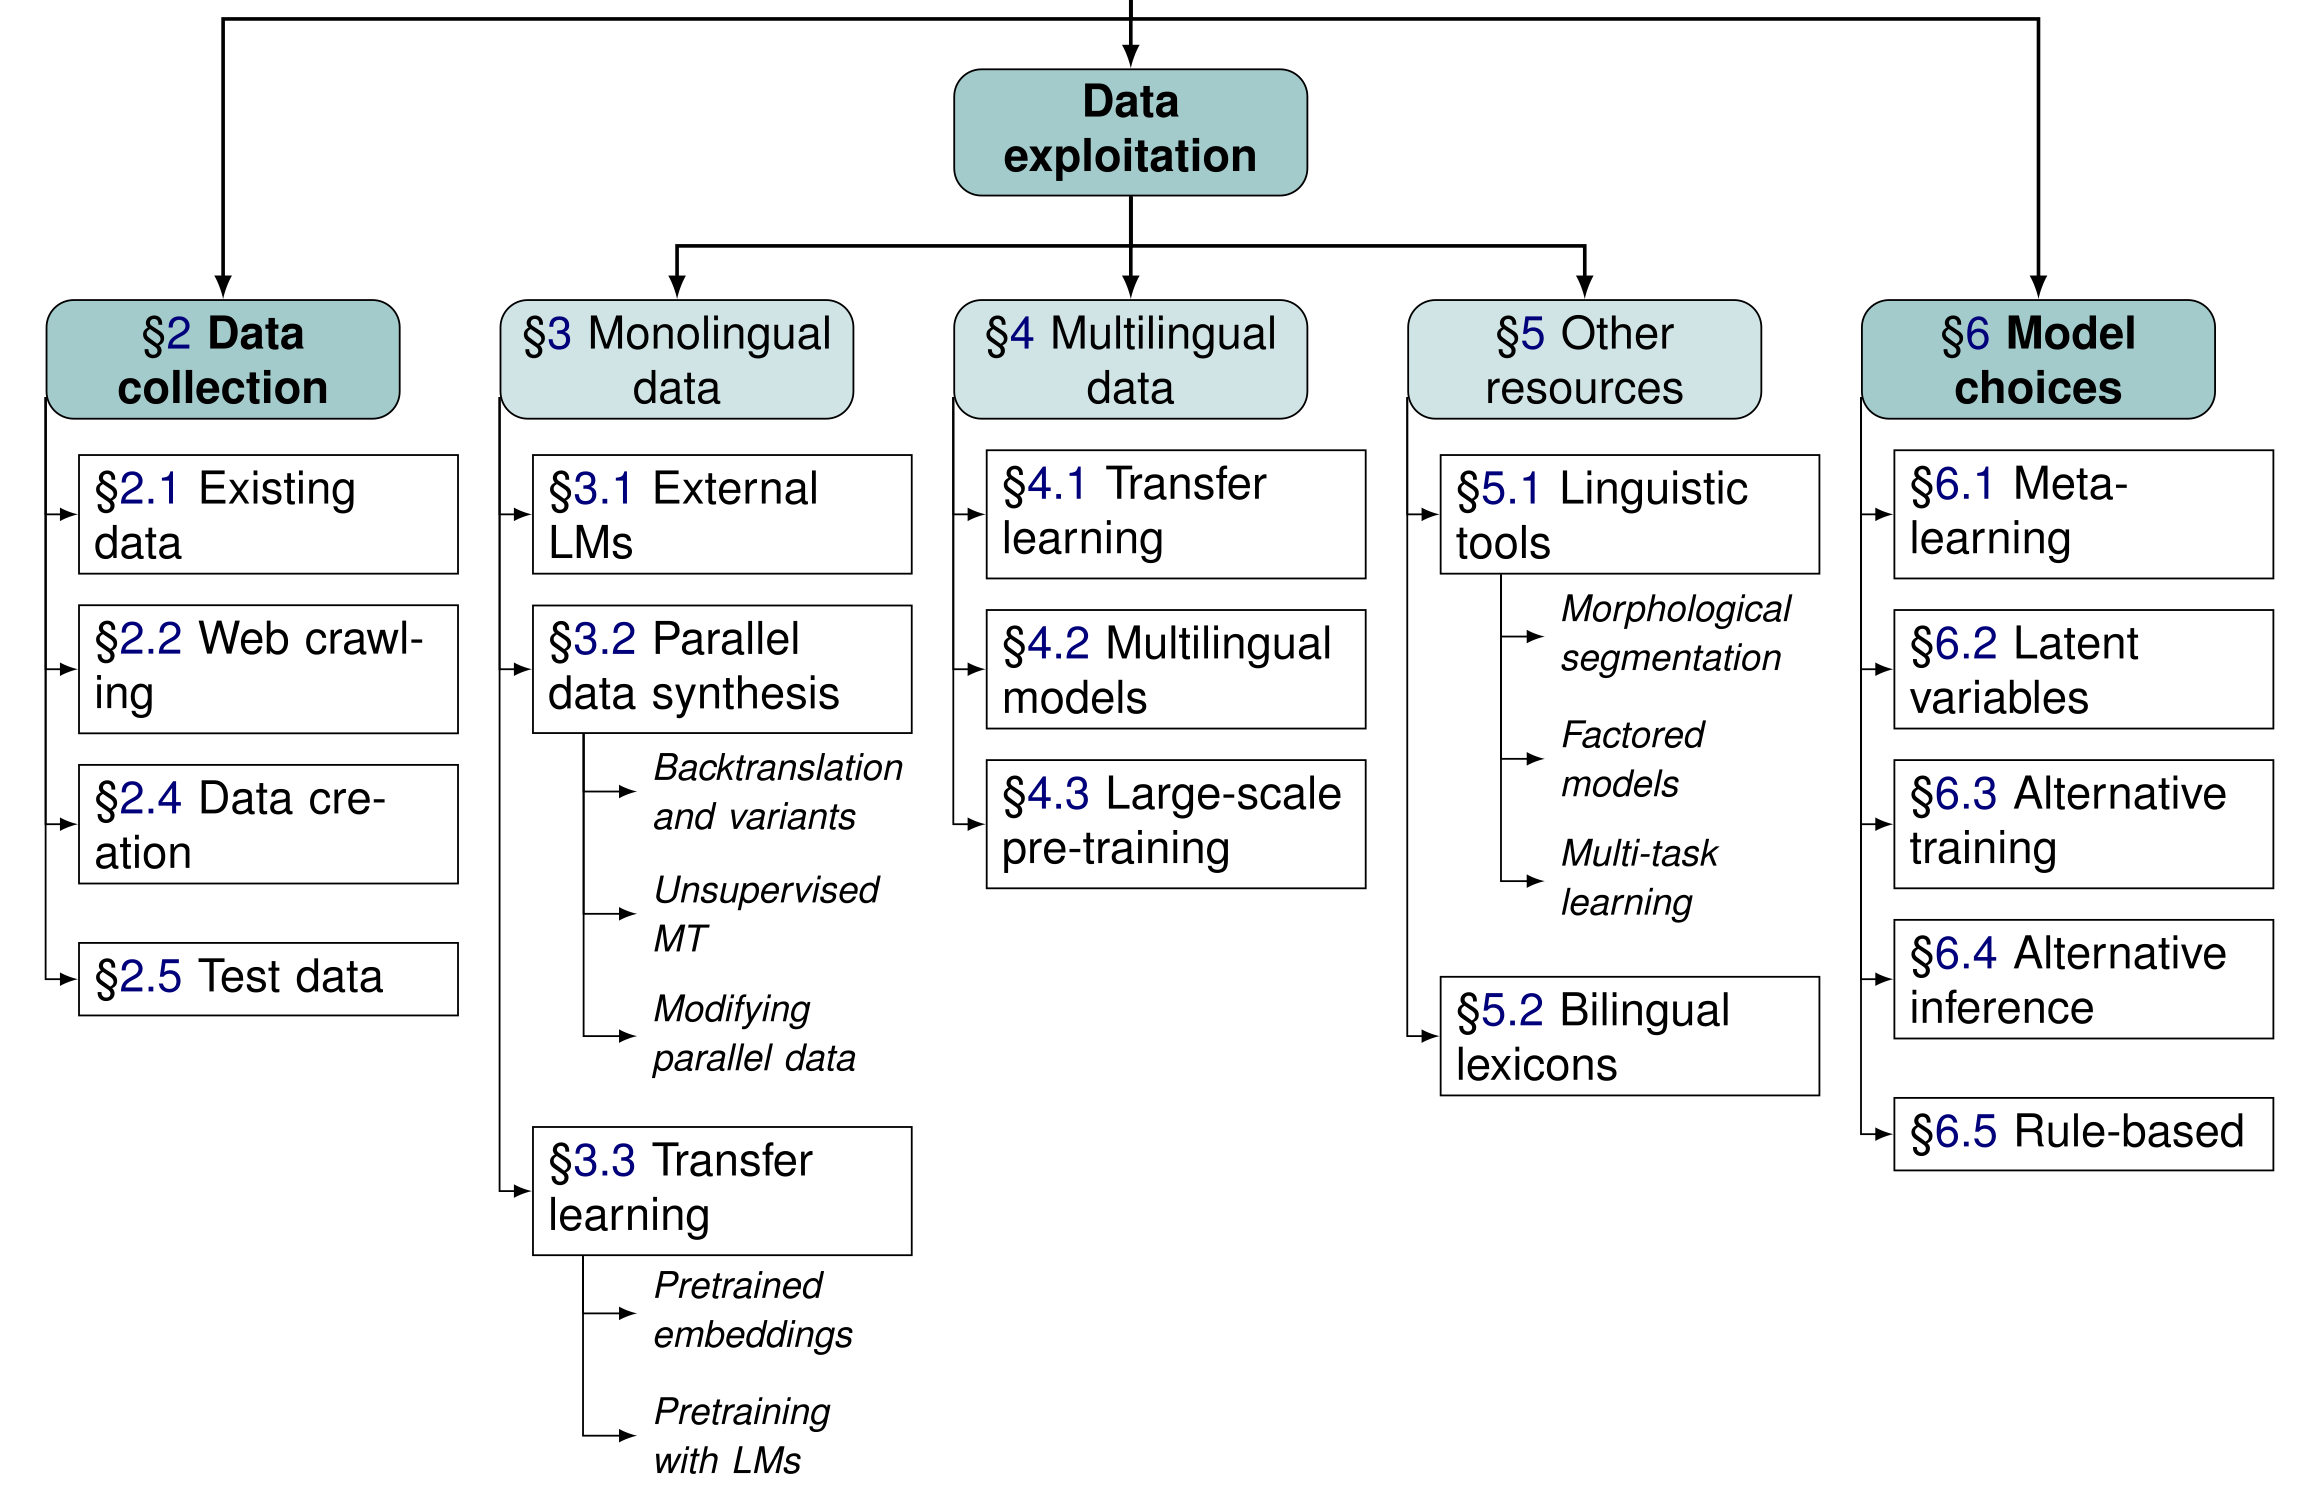 Data
exploitation
§2 Data
collection
§2.1 Existing
data
§2.2 Web crawl-
ing
§2.4 Data cre-
ation
§2.5 Test data
§3 Monolingual
data
§3.1 External
LMs
§3.2 Parallel
data synthesis
Backtranslation
and variants
Unsupervised
MT
Modifying
parallel data
§3.3 Transfer
learning
Pretrained
embeddings
Pretraining
with LMs
§4 Multilingual
data
§4.1 Transfer
learning
§4.2 Multilingual
models
§4.3 Large-scale
pre-training
§5 Other
resources
§5.1 Linguistic
tools
Morphological
segmentation
Factored
models
Multi-task
learning
§5.2 Bilingual
lexicons
§6 Model
choices
§6.1 Meta-
learning
§6.2 Latent
variables
§6.3 Alternative
training
§6.4 Alternative
inference
§6.5 Rule-based